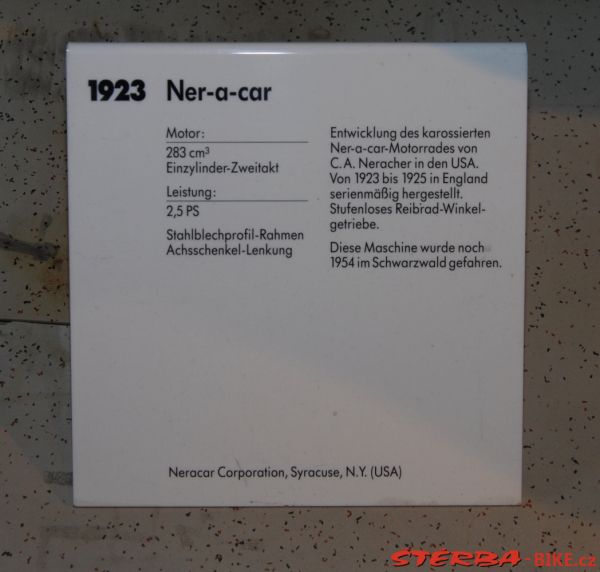 1923 Ner-a-car
Motor:
283 cm³
Einzylinder-Zweitakt
Leistung:
2,5 PS
Stahlblechprofil-Rahmen
Achsschenkel-Lenkung
Entwicklung des karossierten
Ner-a-car-Motorrades von
C. A. Neracher in den USA.
Von 1923 bis 1925 in England
serienmäßig hergestellt.
Stufenloses Reibrad-Winkel-
getriebe.
Diese Maschine wurde noch
1954 im Schwarzwald gefahren.
Neracar Corporation, Syracuse, N.Y. (USA)
ŠTĚRBA-BIKE.cz